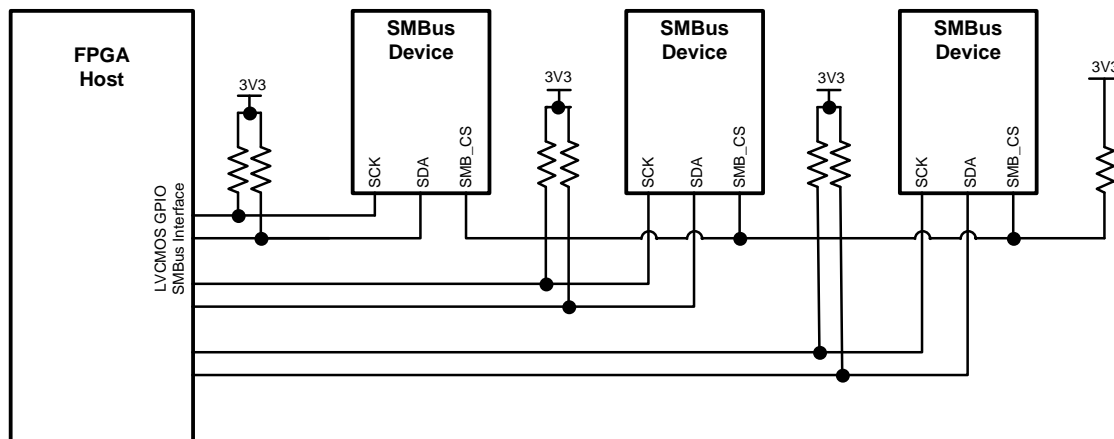 FPGA
Host
LVCMOS GPIO
SMBus Interface
3V3
SMBus
Device
SCK
SDA
SMB_CS
3V3
SMBus
Device
SCK
SDA
SMB_CS
3V3
SMBus
Device
SCK
SDA
SMB_CS
3V3